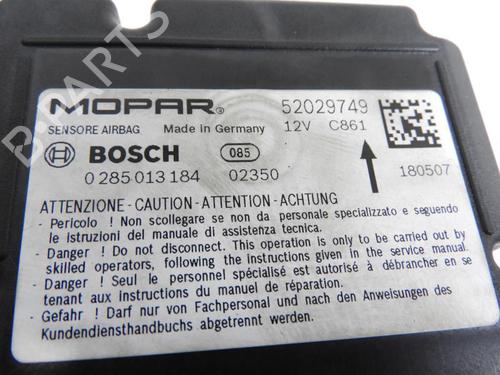 MOPAR® 52029749
SENSORE AIRBAG Made in Germany 12V C861
BOSCH 085
0 285 013 184 02350 180507
ATTENZIONE-CAUTION-ATTENTION-ACHTUNG
- Pericolo ! Non scollegare se non da personale specializzato e seguendo
le istruzioni del manuale di assistenza tecnica.
- Danger ! Do not disconnect. This operation is only to be carried out by
skilled operators, following the instructions given in the service manual.
- Danger ! Seul le personnel spécialisé est autorisé à débrancher en se
tenant aux instructions du manuel de réparation.
- Gefahr ! Darf nur von Fachpersonal und nach den Anweisungen des
Kundendiensthandbuchs abgetrennt werden.
B PARTS